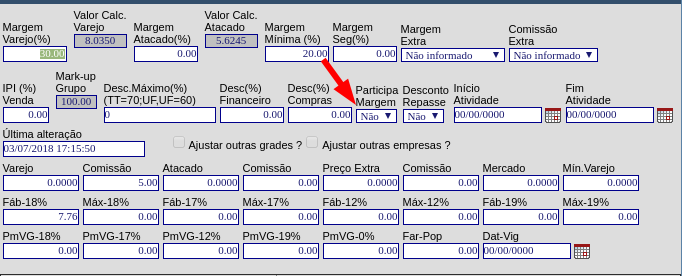 Margem Varejo(%) Valor Calc. Varejo Margem Atacado(%) Valor Calc. Atacado Margem Mínima (%) Margem Seg(%) Margem Extra Comissão Extra
30.00 8.0350 0.00 5.6245 20.00 0.00 Não informado Não informado
IPI (%) Venda Mark-up Grupo Desc.Máximo(%) (TT=70;UF,UF=60) Desc(%) Financeiro Desc(%) Compras Participa Margem Desconto Repasse Início Atividade Fim Atividade
0.00 100.00 0 0.00 0.00 Não Não 00/00/0000 00/00/0000
Última alteração
03/07/2018 17:15:50 Ajustar outras grades ? Ajustar outras empresas ?
Varejo Comissão Atacado Comissão Preço Extra Comissão Mercado Mín.Varejo
0.0000 5.00 0.0000 0.00 0.0000 0.00 0.0000 0.0000
Fáb-18% Máx-18% Fáb-17% Máx-17% Fáb-12% Máx-12% Fáb-19% Máx-19%
7.76 0.00 0.00 0.00 0.00 0.00 0.00 0.00
PmVG-18% PmVG-17% PmVG-12% PmVG-19% PmVG-0% Far-Pop Dat-Vig
0.00 0.00 0.00 0.00 0.00 0.00 00/00/0000